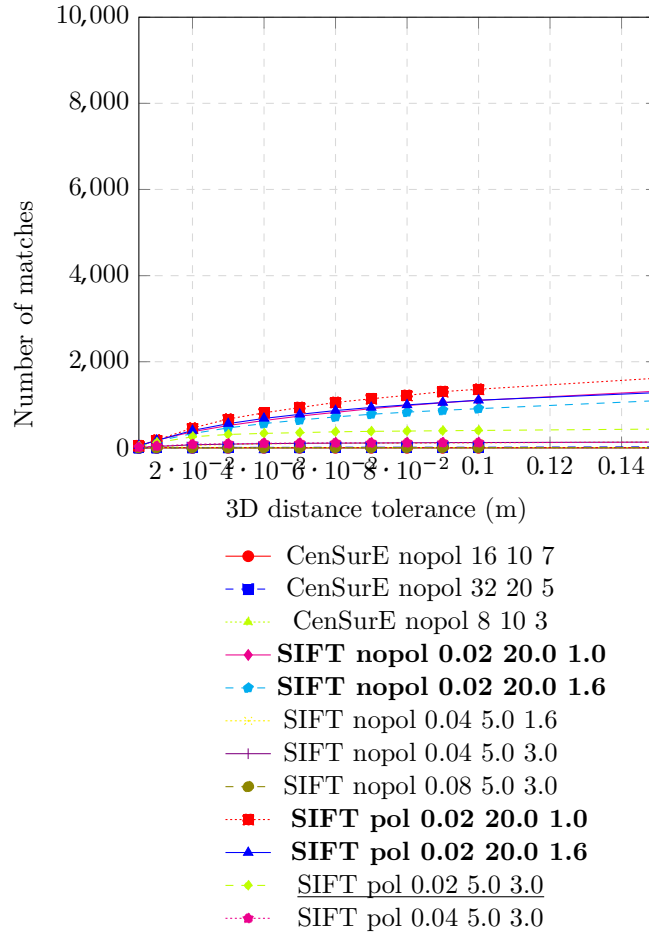 10,000
8,000
6,000
4,000
2,000
0
Number of matches
2 · 10⁻² 4 · 10⁻² 6 · 10⁻² 8 · 10⁻² 0.1 0.12 0.14
3D distance tolerance (m)
CenSurE nopol 16 10 7
CenSurE nopol 32 20 5
CenSurE nopol 8 10 3
SIFT nopol 0.02 20.0 1.0
SIFT nopol 0.02 20.0 1.6
SIFT nopol 0.04 5.0 1.6
SIFT nopol 0.04 5.0 3.0
SIFT nopol 0.08 5.0 3.0
SIFT pol 0.02 20.0 1.0
SIFT pol 0.02 20.0 1.6
SIFT pol 0.02 5.0 3.0
SIFT pol 0.04 5.0 3.0